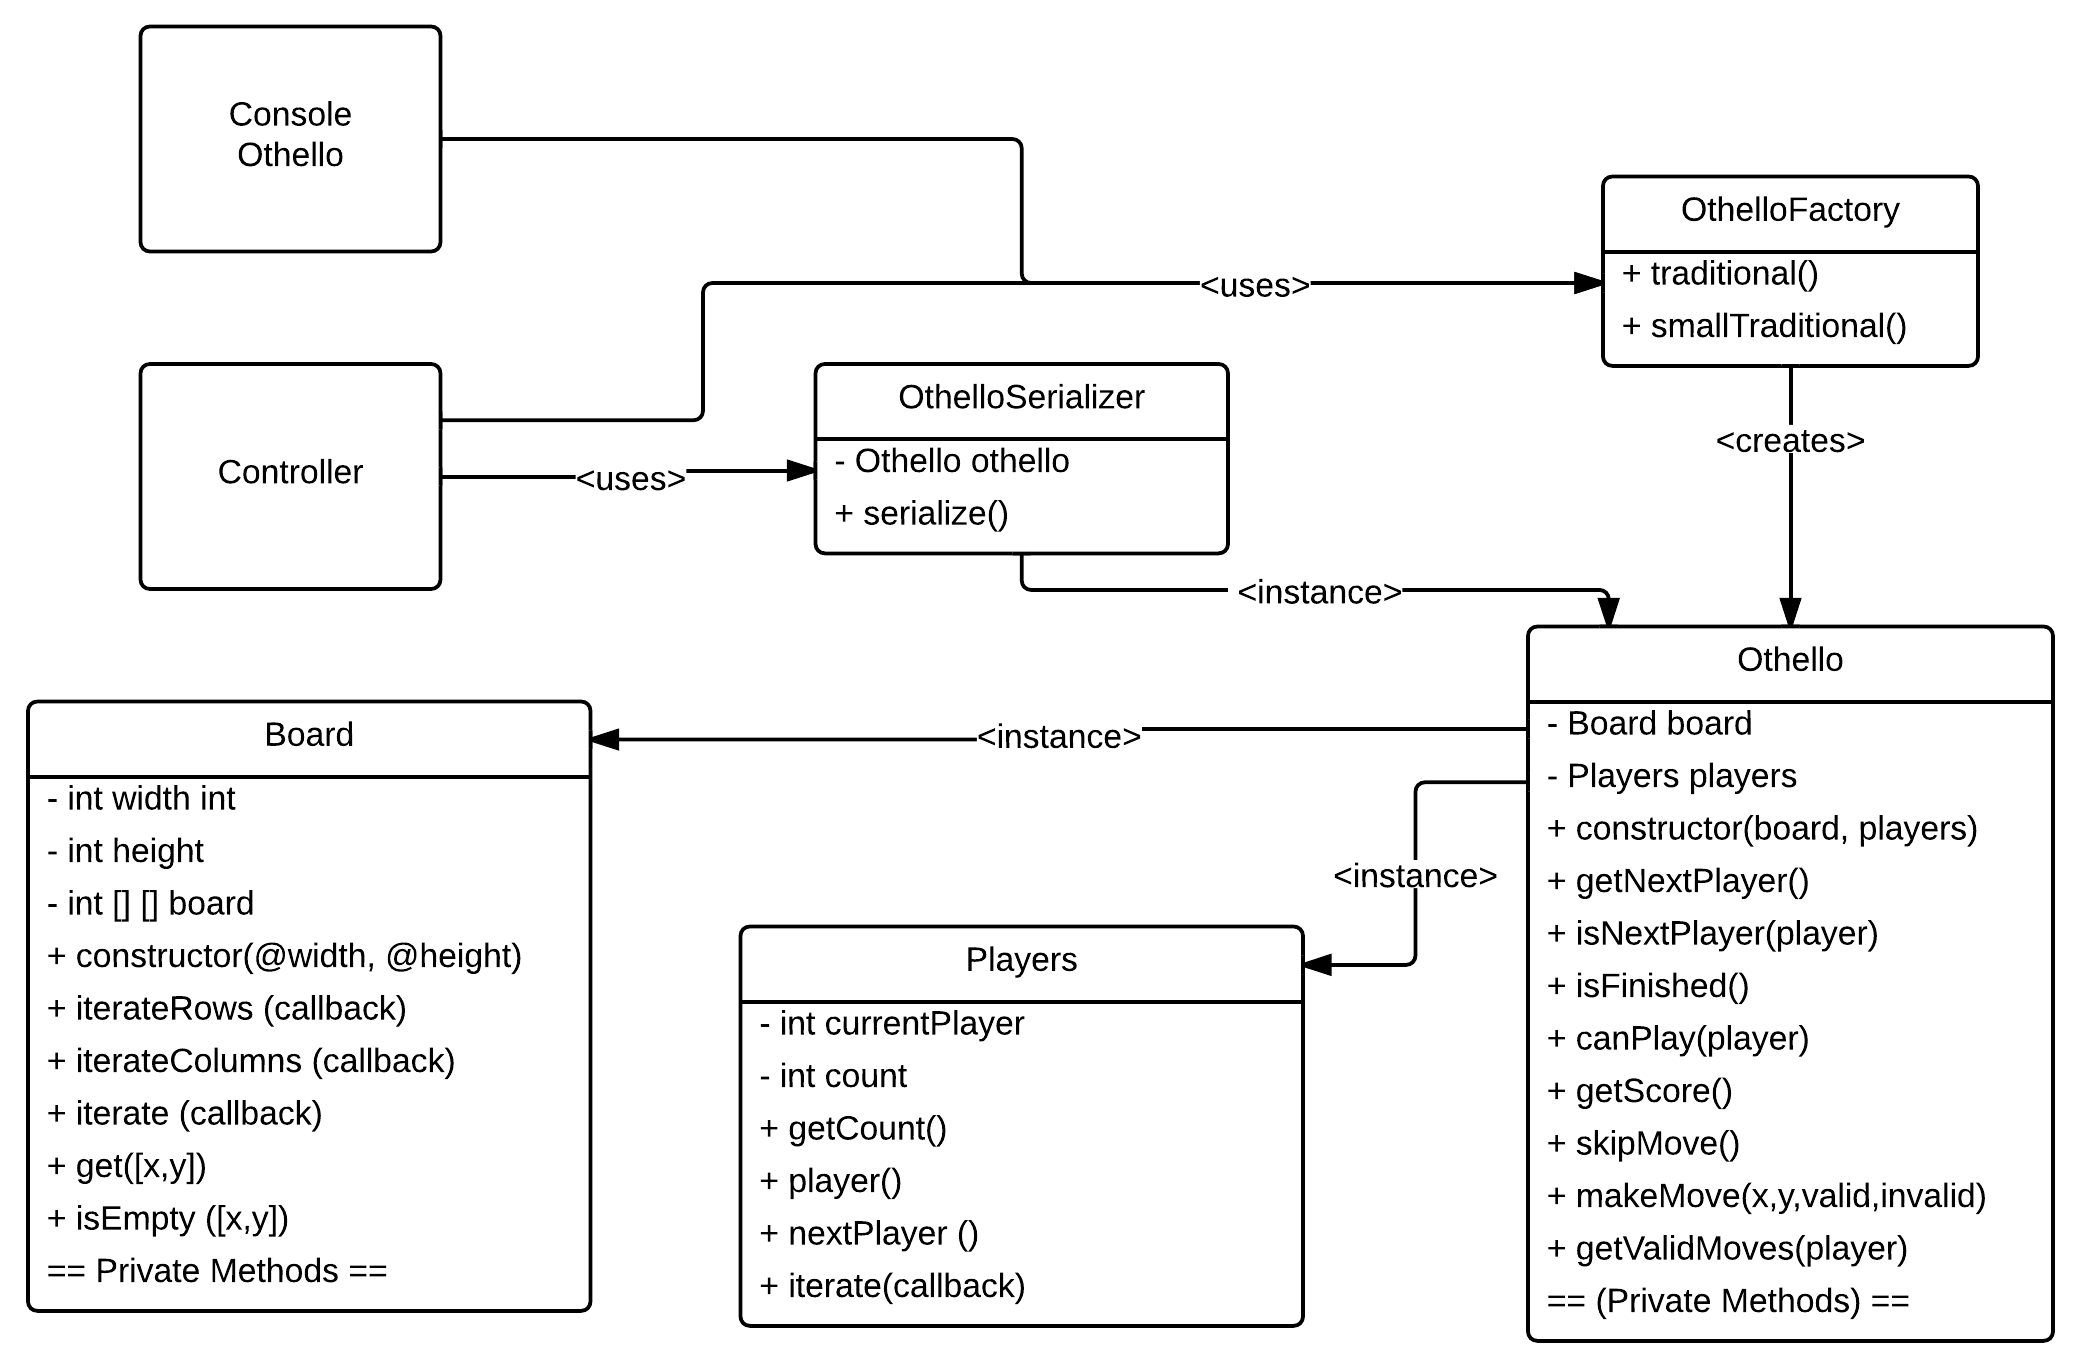 Console
Othello
OthelloFactory
+ traditional()
+ smallTraditional()
<uses>
Controller
<uses>
OthelloSerializer
- Othello othello
+ serialize()
<creates>
<instance>
Othello
- Board board
- Players players
+ constructor(board, players)
+ getNextPlayer()
+ isNextPlayer(player)
+ isFinished()
+ canPlay(player)
+ getScore()
+ skipMove()
+ makeMove(x,y,valid,invalid)
+ getValidMoves(player)
== (Private Methods) ==
<instance>
<instance>
Board
- int width int
- int height
- int [] [] board
+ constructor(@width, @height)
+ iterateRows (callback)
+ iterateColumns (callback)
+ iterate (callback)
+ get([x,y])
+ isEmpty ([x,y])
== Private Methods ==
Players
- int currentPlayer
- int count
+ getCount()
+ player()
+ nextPlayer ()
+ iterate(callback)